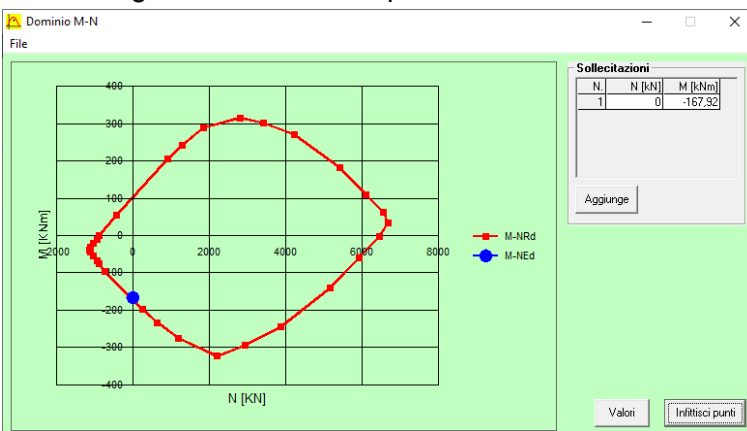 Dominio M-N
File
Sollecitazioni
N. N [kN] M [kNm]
1 0 -167,92
Aggiunge
400
300
200
100
0
-100
-200
-300
-400
M [KNm]
-2000 0 2000 4000 6000 8000
N [KN]
M-NRd
M-NEd
Valori
Infittisci punti